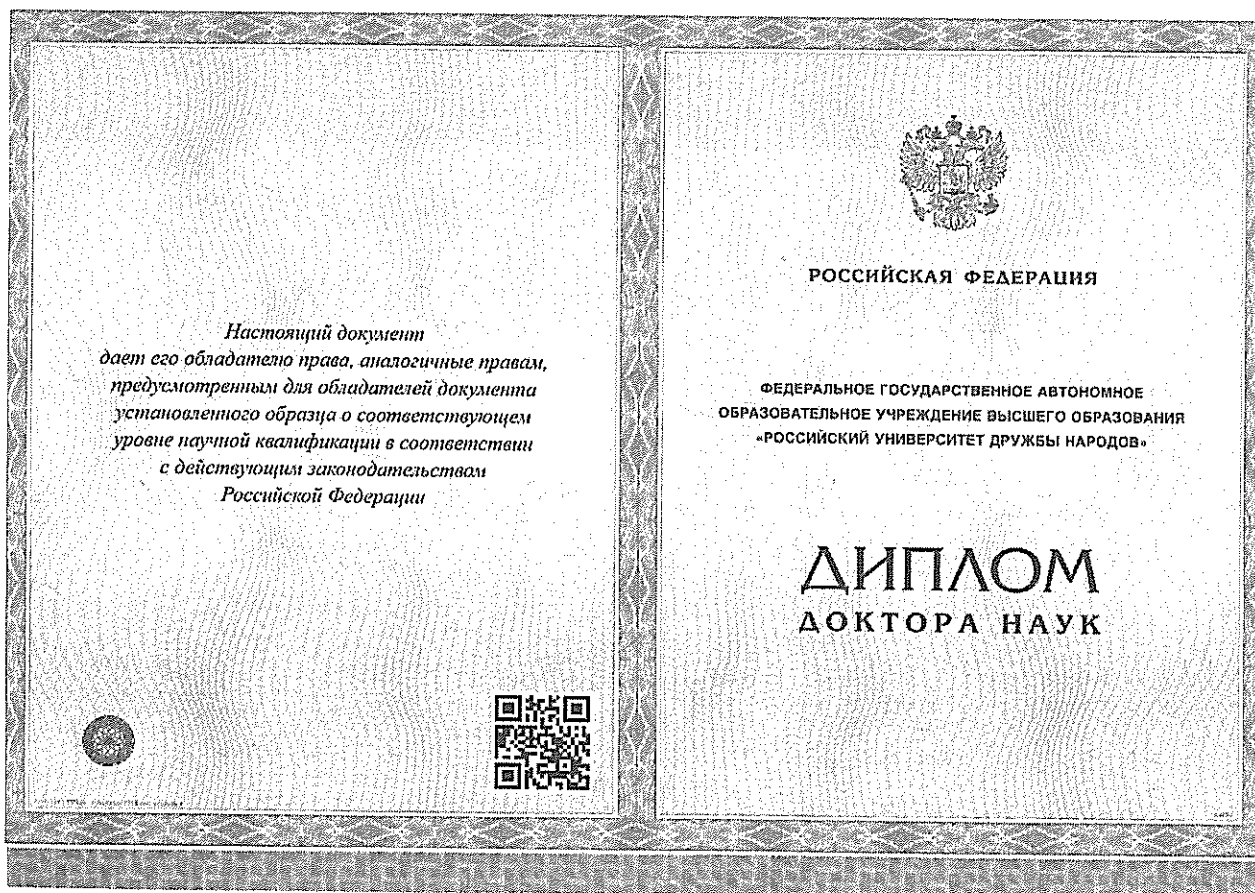 Настоящий документ
дает его обладателю права, аналогичные правам,
предусмотренным для обладателей документа
установленного образца о соответствующем
уровне научной квалификации в соответствии
с действующим законодательством
Российской Федерации
РОССИЙСКАЯ ФЕДЕРАЦИЯ
ФЕДЕРАЛЬНОЕ ГОСУДАРСТВЕННОЕ АВТОНОМНОЕ
ОБРАЗОВАТЕЛЬНОЕ УЧРЕЖДЕНИЕ ВЫСШЕГО ОБРАЗОВАНИЯ
«РОССИЙСКИЙ УНИВЕРСИТЕТ ДРУЖБЫ НАРОДОВ»
ДИПЛОМ
ДОКТОРА НАУК